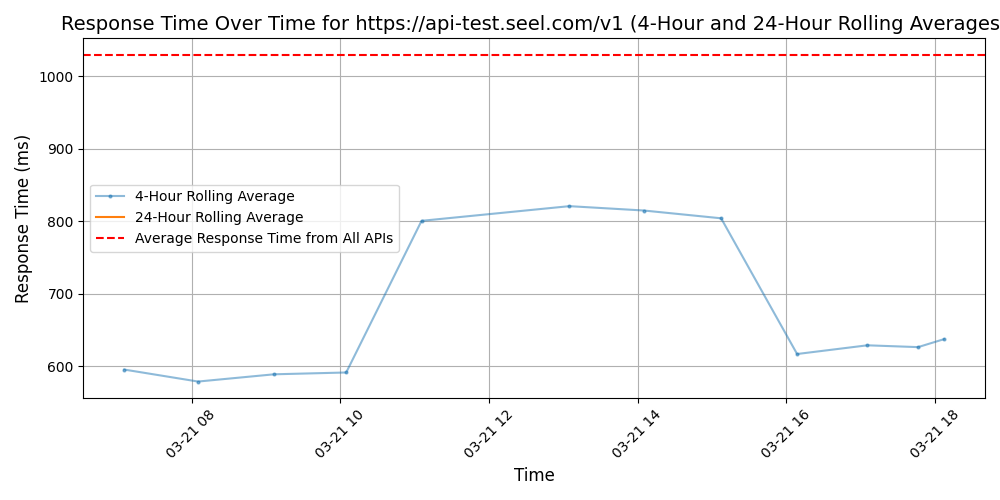 Response Time Over Time for https://api-test.seel.com/v1 (4-Hour and 24-Hour Rolling Averages
Response Time (ms)
1000
900
800
700
600
4-Hour Rolling Average
24-Hour Rolling Average
Average Response Time from All APIs
03-21 08
03-21 10
03-21 12
03-21 14
03-21 16
03-21 18
Time